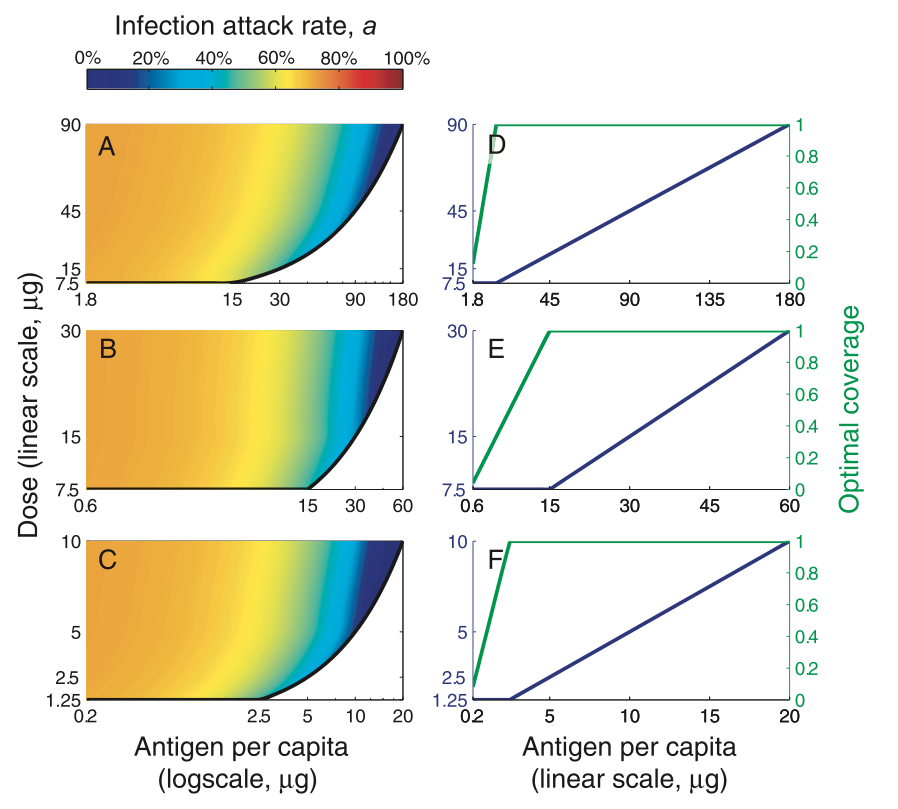 Infection attack rate, a
0% 20% 40% 60% 80% 100%
A
90
45
15
7.5
1.8 15 30 90 180
D
90
45
15
7.5
1.8 45 90 135 180
1
0.8
0.6
0.4
0.2
0
B
30
15
7.5
0.6 15 30 60
E
30
15
7.5
0.6 15 30 45 60
1
0.8
0.6
0.4
0.2
0
C
10
5
2.5
1.25
0.2 2.5 5 10 20
F
10
5
2.5
1.25
0.2 5 10 15 20
1
0.8
0.6
0.4
0.2
0
Dose (linear scale, μg)
Optimal coverage
Antigen per capita
(logscale, μg)
Antigen per capita
(linear scale, μg)